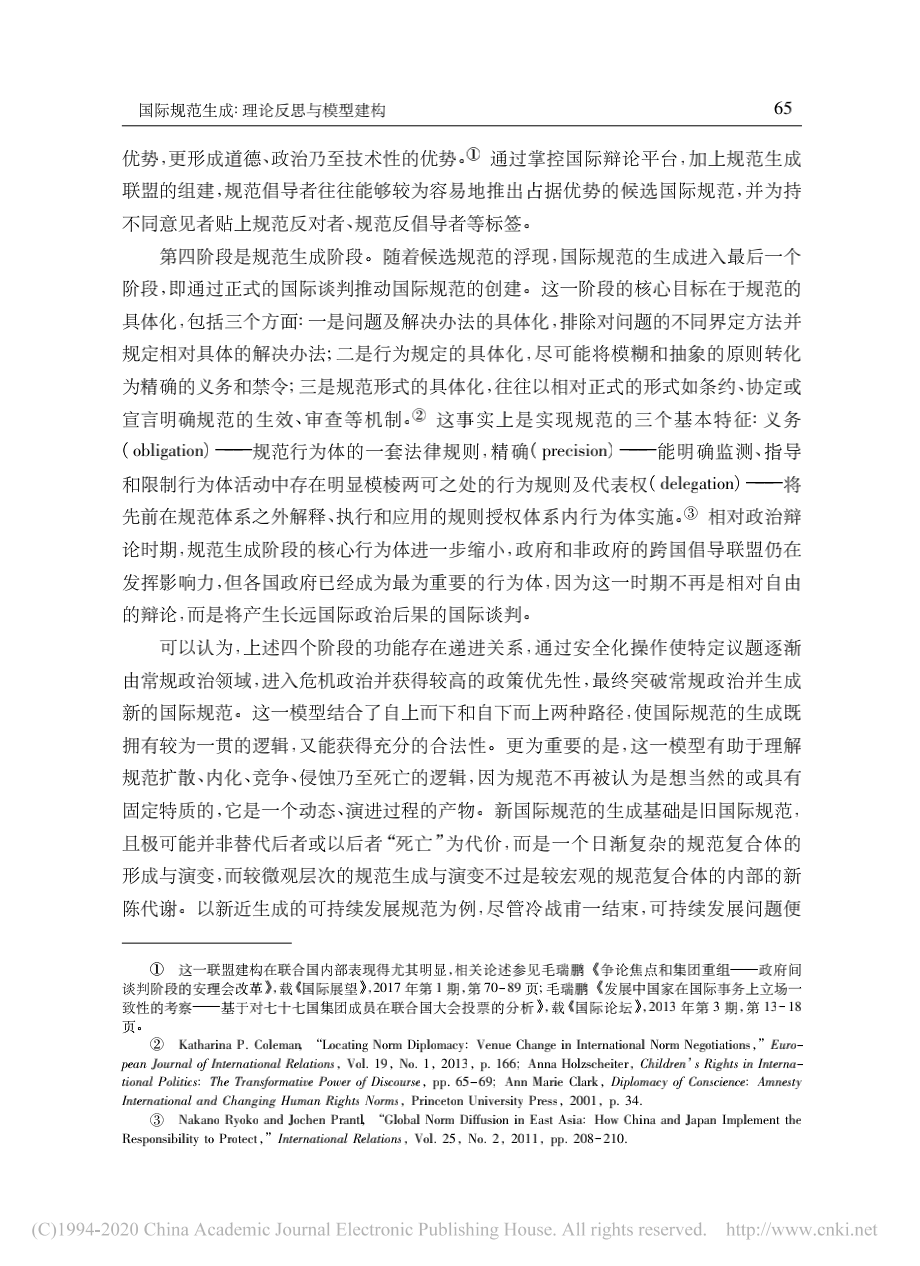 国际规范生成: 理论反思与模型建构 65
优势,更形成道德、政治乃至技术性的优势。① 通过掌控国际辩论平台,加上规范生成
联盟的组建,规范倡导者往往能够较为容易地推出占据优势的候选国际规范,并为持
不同意见者贴上规范反对者、规范反倡导者等标签。
第四阶段是规范生成阶段。随着候选规范的浮现,国际规范的生成进入最后一个
阶段,即通过正式的国际谈判推动国际规范的创建。这一阶段的核心目标在于规范的
具体化,包括三个方面: 一是问题及解决办法的具体化,排除对问题的不同界定方法并
规定相对具体的解决办法; 二是行为规定的具体化,尽可能将模糊和抽象的原则转化
为精确的义务和禁令; 三是规范形式的具体化,往往以相对正式的形式如条约、协定或
宣言明确规范的生效、审查等机制。② 这事实上是实现规范的三个基本特征: 义务
( obligation) ——规范行为体的一套法律规则,精确( precision) ——能明确监测、指导
和限制行为体活动中存在明显模棱两可之处的行为规则及代表权( delegation) ——将
先前在规范体系之外解释、执行和应用的规则授权体系内行为体实施。③ 相对政治辩
论时期,规范生成阶段的核心行为体进一步缩小,政府和非政府的跨国倡导联盟仍在
发挥影响力,但各国政府已经成为最为重要的行为体,因为这一时期不再是相对自由
的辩论,而是将产生长远国际政治后果的国际谈判。
可以认为,上述四个阶段的功能存在递进关系,通过安全化操作使特定议题逐渐
由常规政治领域,进入危机政治并获得较高的政策优先性,最终突破常规政治并生成
新的国际规范。这一模型结合了自上而下和自下而上两种路径,使国际规范的生成既
拥有较为一贯的逻辑,又能获得充分的合法性。更为重要的是,这一模型有助于理解
规范扩散、内化、竞争、侵蚀乃至死亡的逻辑,因为规范不再被认为是想当然的或具有
固定特质的,它是一个动态、演进过程的产物。新国际规范的生成基础是旧国际规范,
且极可能并非替代后者或以后者“死亡”为代价,而是一个日渐复杂的规范复合体的
形成与演变,而较微观层次的规范生成与演变不过是较宏观的规范复合体的内部的新
陈代谢。以新近生成的可持续发展规范为例,尽管冷战甫一结束,可持续发展问题便
① 这一联盟建构在联合国内部表现得尤其明显,相关论述参见毛瑞鹏《争论焦点和集团重组——政府间
谈判阶段的安理会改革》,载《国际展望》,2017 年第 1 期,第 70-89 页; 毛瑞鹏《发展中国家在国际事务上立场一
致性的考察——基于对七十七国集团成员在联合国大会投票的分析》,载《国际论坛》,2013 年第 3 期,第 13-18
页。
② Katharina P. Coleman, “Locating Norm Diplomacy: Venue Change in International Norm Negotiations,” Euro-
pean Journal of International Relations, Vol. 19, No. 1, 2013, p. 166; Anna Holzscheiter, Children’s Rights in Interna-
tional Politics: The Transformative Power of Discourse, pp. 65-69; Ann Marie Clark, Diplomacy of Conscience: Amnesty
International and Changing Human Rights Norms, Princeton University Press, 2001, p. 34.
③ Nakano Ryoko and Jochen Prantl, “Global Norm Diffusion in East Asia: How China and Japan Implement the
Responsibility to Protect,” International Relations, Vol. 25, No. 2, 2011, pp. 208-210.
(C)1994-2020 China Academic Journal Electronic Publishing House. All rights reserved. http://www.cnki.net